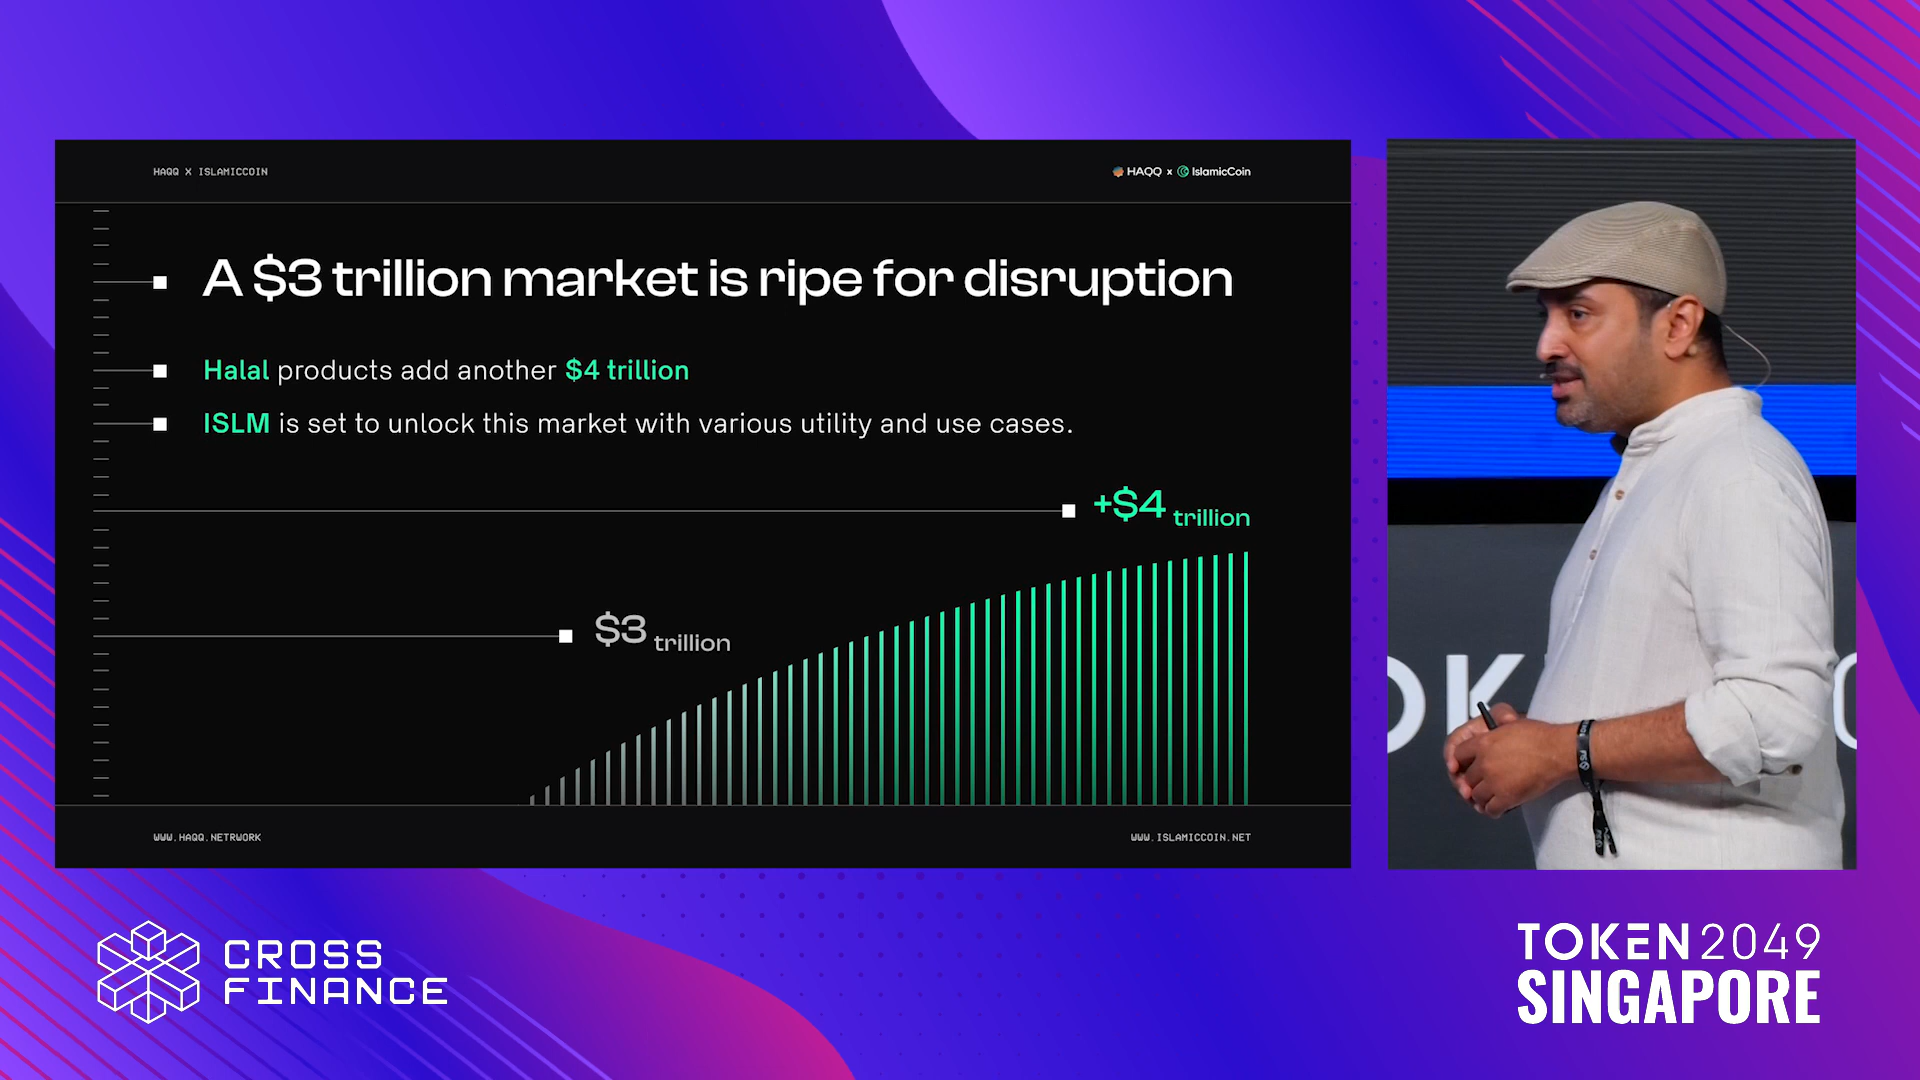 HAQQ X ISLAMICCOIN
HAQQ x IslamicCoin
A $3 trillion market is ripe for disruption
Halal products add another $4 trillion
ISLM is set to unlock this market with various utility and use cases.
+$4 trillion
$3 trillion
WWW.HAQQ.NETRWORK
WWW.ISLAMICCOIN.NET
OK
CROSS
FINANCE
TOKEN2049
SINGAPORE